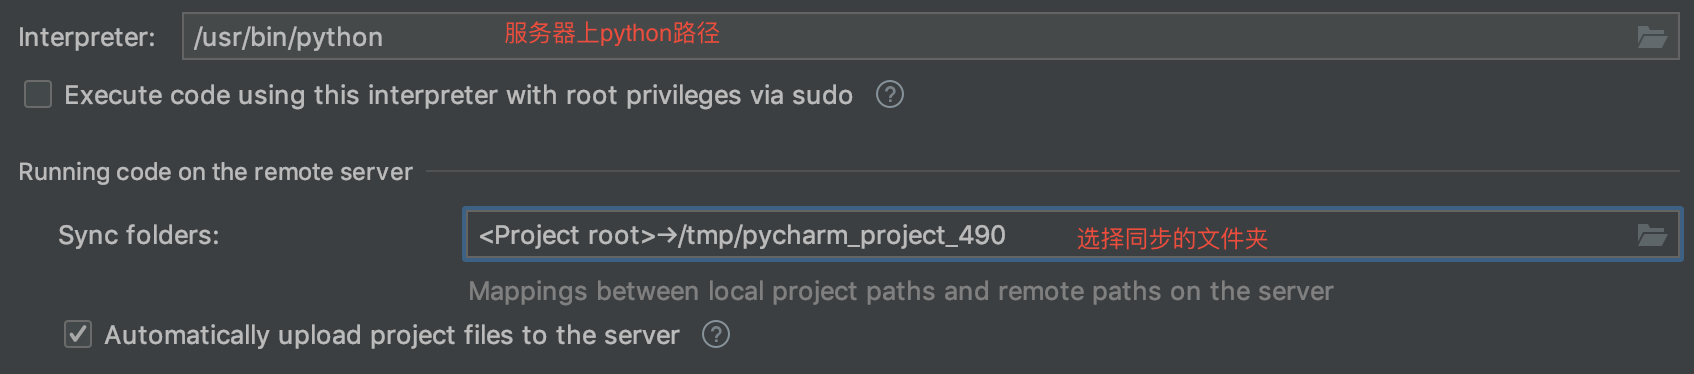 Interpreter: /usr/bin/python 服务器上python路径
Execute code using this interpreter with root privileges via sudo ?
Running code on the remote server
Sync folders: <Project root>→/tmp/pycharm_project_490 选择同步的文件夹
Mappings between local project paths and remote paths on the server
Automatically upload project files to the server ?